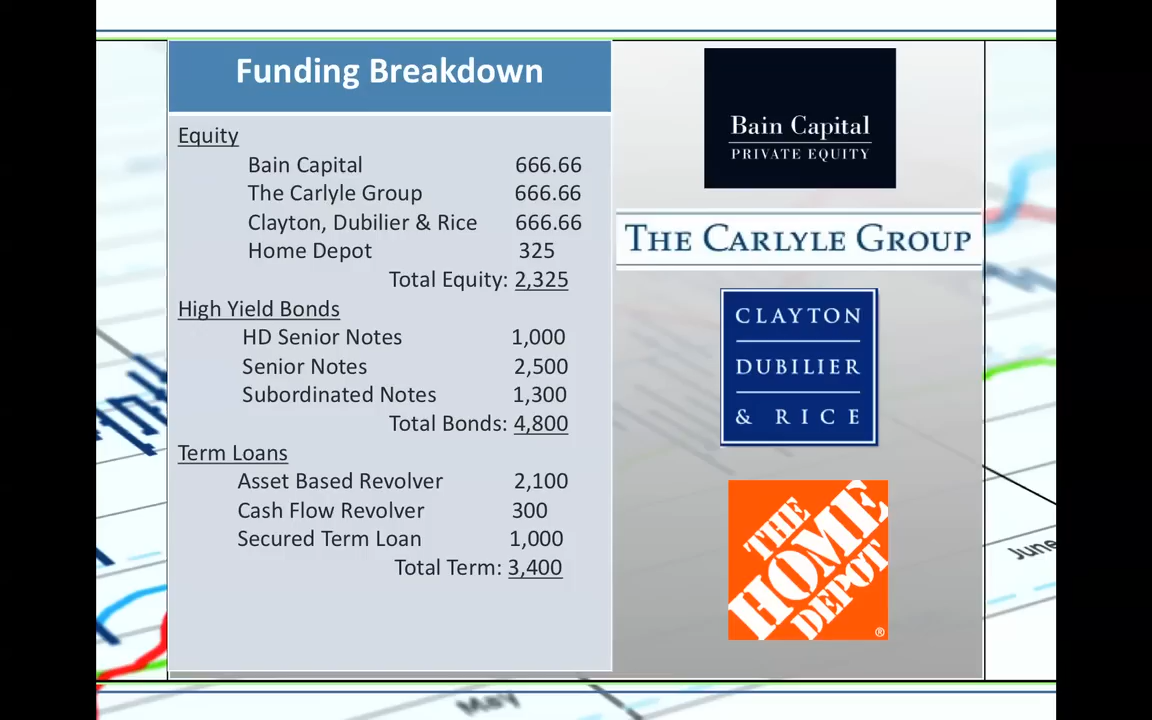 Funding Breakdown
Equity
Bain Capital 666.66
The Carlyle Group 666.66
Clayton, Dubilier & Rice 666.66
Home Depot 325
Total Equity: 2,325
High Yield Bonds
HD Senior Notes 1,000
Senior Notes 2,500
Subordinated Notes 1,300
Total Bonds: 4,800
Term Loans
Asset Based Revolver 2,100
Cash Flow Revolver 300
Secured Term Loan 1,000
Total Term: 3,400
Bain Capital
PRIVATE EQUITY
THE CARLYLE GROUP
CLAYTON
DUBILIER
& RICE
THE
HOME
DEPOT
®
June
May